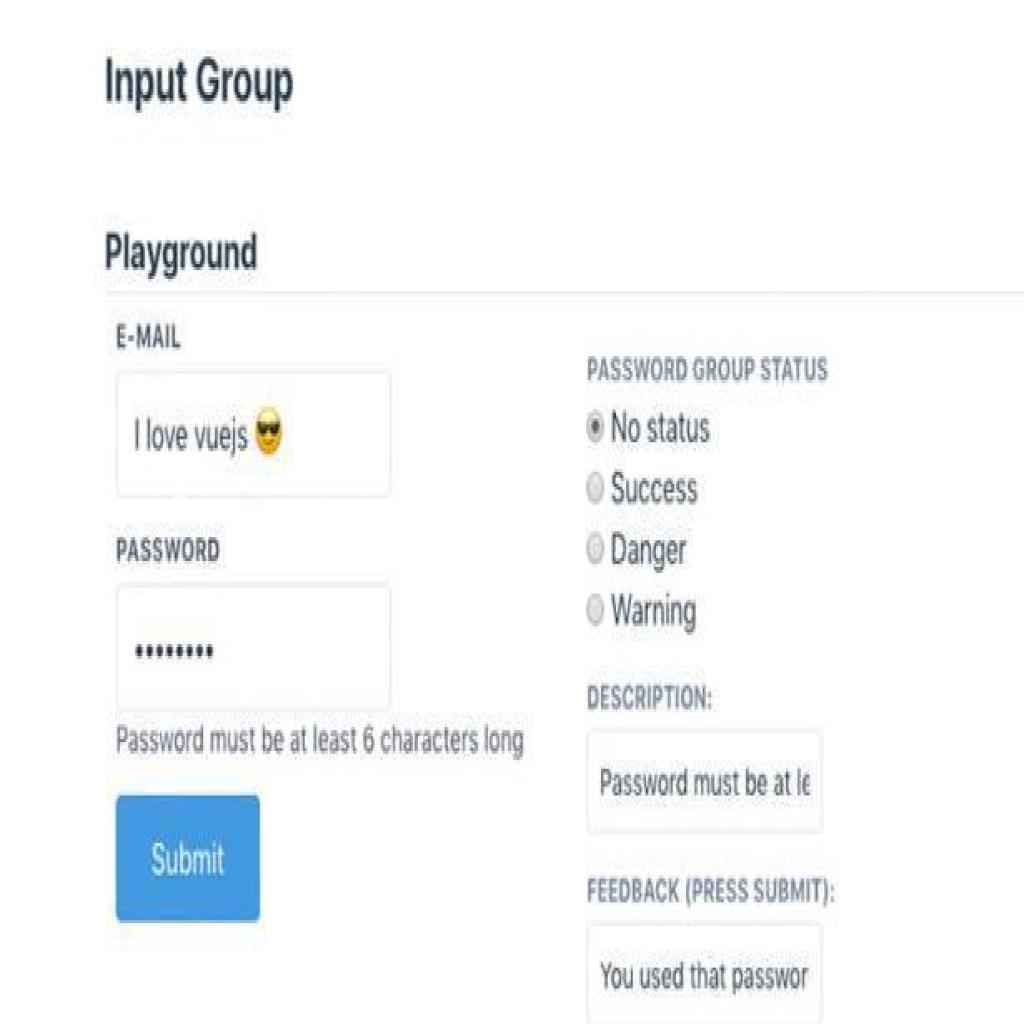 Input Group
Playground
E-MAIL
I love vuejs 😎
PASSWORD
••••••••
Password must be at least 6 characters long
Submit
PASSWORD GROUP STATUS
No status
Success
Danger
Warning
DESCRIPTION:
Password must be at le
FEEDBACK (PRESS SUBMIT):
You used that passwor